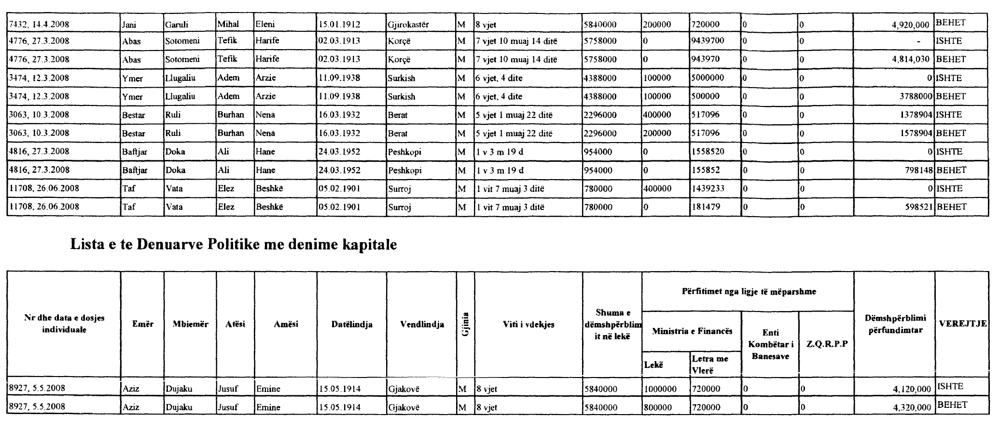 7432, 14.4.2008 Jani Garuli Mihal Eleni 15.01.1912 Gjirokastër M 8 vjet 5840000 200000 720000 0 0 4,920,000 BEHET
4776, 27.3.2008 Abas Sotomeni Tefik Harife 02.03.1913 Korçë M 7 vjet 10 muaj 14 ditë 5758000 0 9439700 0 0 - ISHTE
4776, 27.3.2008 Abas Sotomeni Tefik Harife 02.03.1913 Korçë M 7 vjet 10 muaj 14 ditë 5758000 0 943970 0 0 4,814,030 BEHET
3474, 12.3.2008 Ymer Llugaliu Adem Arzie 11.09.1938 Surkish M 6 vjet, 4 dite 4388000 100000 5000000 0 0 0 ISHTE
3474, 12.3.2008 Ymer Llugaliu Adem Arzie 11.09.1938 Surkish M 6 vjet, 4 dite 4388000 100000 500000 0 0 3788000 BEHET
3063, 10.3.2008 Bestar Ruli Burhan Nena 16.03.1932 Berat M 5 vjet 1 muaj 22 ditë 2296000 400000 517096 0 0 1378904 ISHTE
3063, 10.3.2008 Bestar Ruli Burhan Nena 16.03.1932 Berat M 5 vjet 1 muaj 22 ditë 2296000 200000 517096 0 0 1578904 BEHET
4816, 27.3.2008 Baftjar Doka Ali Hane 24.03.1952 Peshkopi M 1 v 3 m 19 d 954000 0 1558520 0 0 0 ISHTE
4816, 27.3.2008 Baftjar Doka Ali Hane 24.03.1952 Peshkopi M 1 v 3 m 19 d 954000 0 155852 0 0 798148 BEHET
11708, 26.06.2008 Taf Vata Elez Beshkë 05.02.1901 Surroj M 1 vit 7 muaj 3 ditë 780000 400000 1439233 0 0 0 ISHTE
11708, 26.06.2008 Taf Vata Elez Beshkë 05.02.1901 Surroj M 1 vit 7 muaj 3 ditë 780000 0 181479 0 0 598521 BEHET
Lista e te Denuarve Politike me denime kapitale
Nr dhe data e dosjes
individuale
Emër
Mbiemër
Atësi
Amësi
Datëlindja
Vendlindja
Gjinia
Viti i vdekjes
Shuma e
dëmshpërblim
it në lekë
Përfitimet nga ligje të mëparshme
Ministria e Financës
Lekë
Letra me
Vlerë
Enti
Kombëtar i
Banesave
Z.Q.R.P.P
Dëmshpërblimi
përfundimtar
VEREJTJE
8927, 5.5.2008 Aziz Dujaku Jusuf Emine 15.05.1914 Gjakovë M 8 vjet 5840000 1000000 720000 0 0 4,120,000 ISHTE
8927, 5.5.2008 Aziz Dujaku Jusuf Emine 15.05.1914 Gjakovë M 8 vjet 5840000 800000 720000 0 0 4,320,000 BEHET